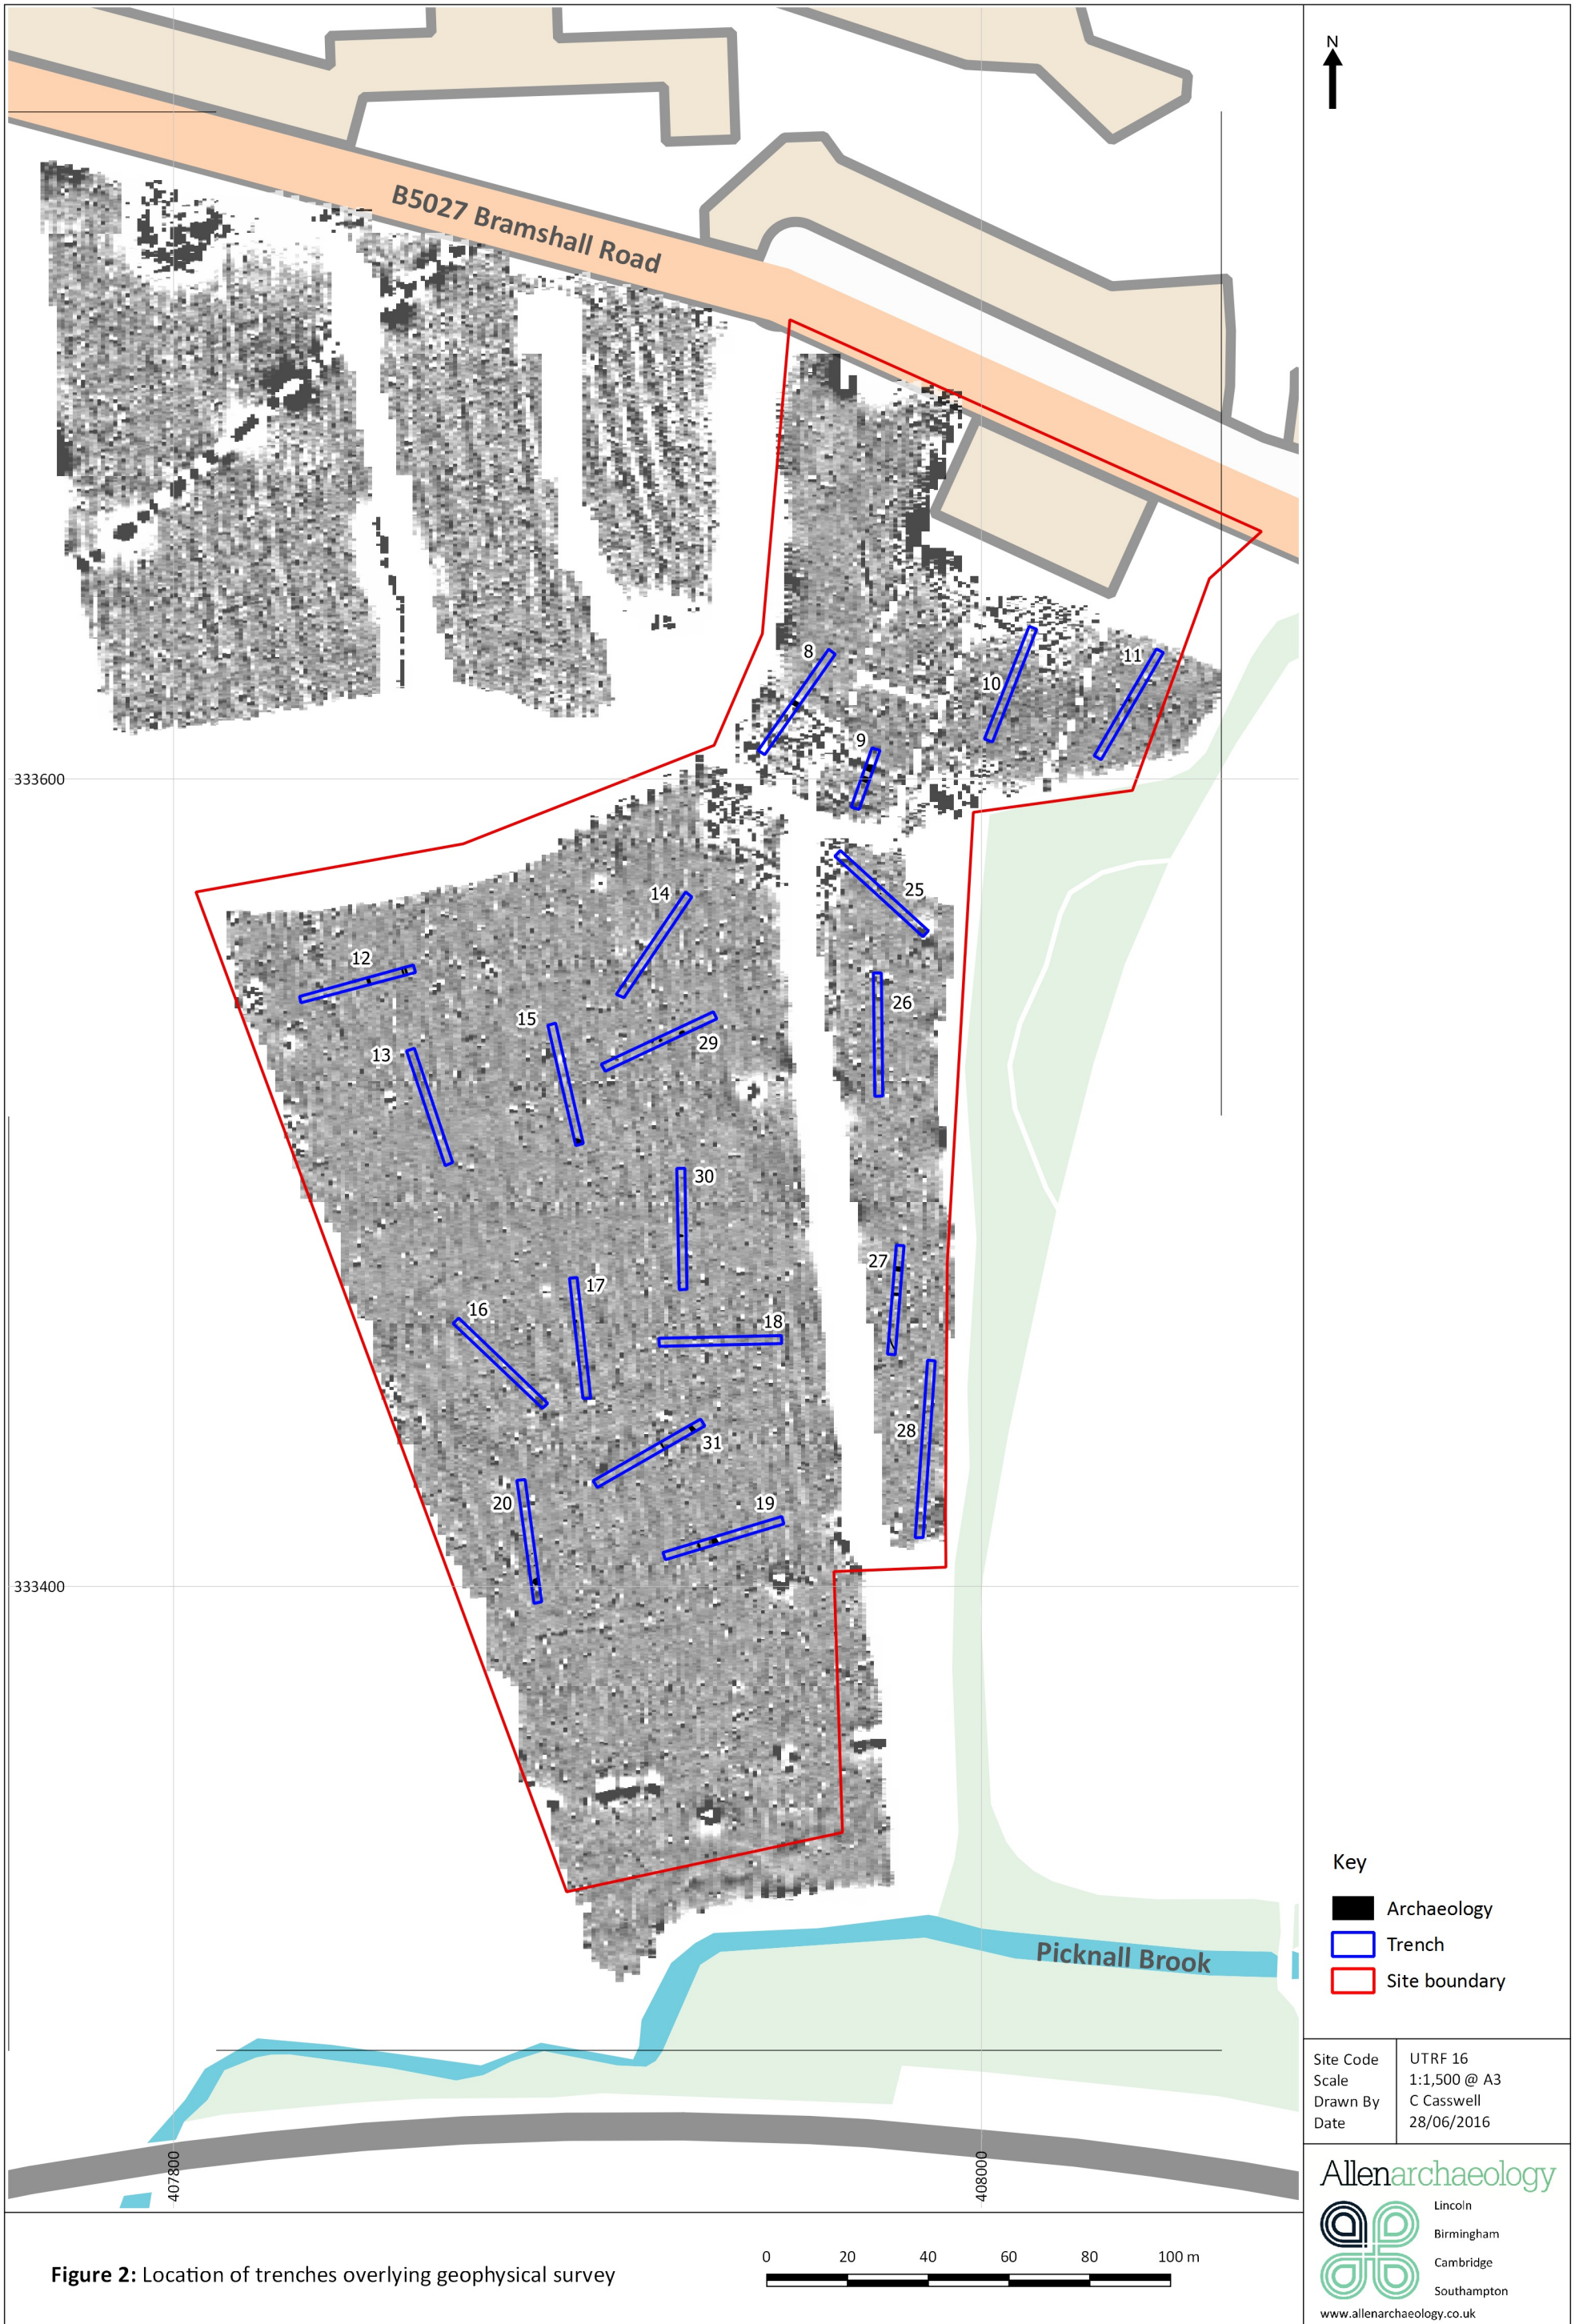 N
B5027 Bramshall Road
8
11
10
9
333600
25
14
12
26
15
29
13
30
27
17
16
18
28
31
20
19
333400
Key
Archaeology
Trench
Picknall Brook
Site boundary
Site Code UTRF 16
Scale 1:1,500 @ A3
Drawn By C Casswell
Date 28/06/2016
407800
408000
Allenarchaeology
Lincoln
Birmingham
Cambridge
Southampton
www.allenarchaeology.co.uk
0 20 40 60 80 100 m
Figure 2: Location of trenches overlying geophysical survey